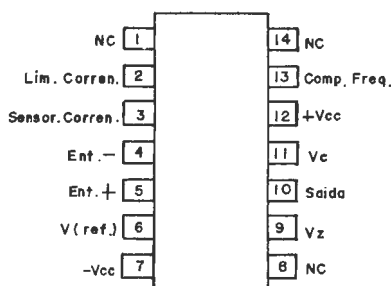 NC 1
Lim. Corren. 2
Sensor. Corren. 3
Ent. - 4
Ent. + 5
V (ref.) 6
-Vcc 7
14 NC
13 Comp. Freq.
12 +Vcc
11 Vc
10 Saida
9 Vz
8 NC